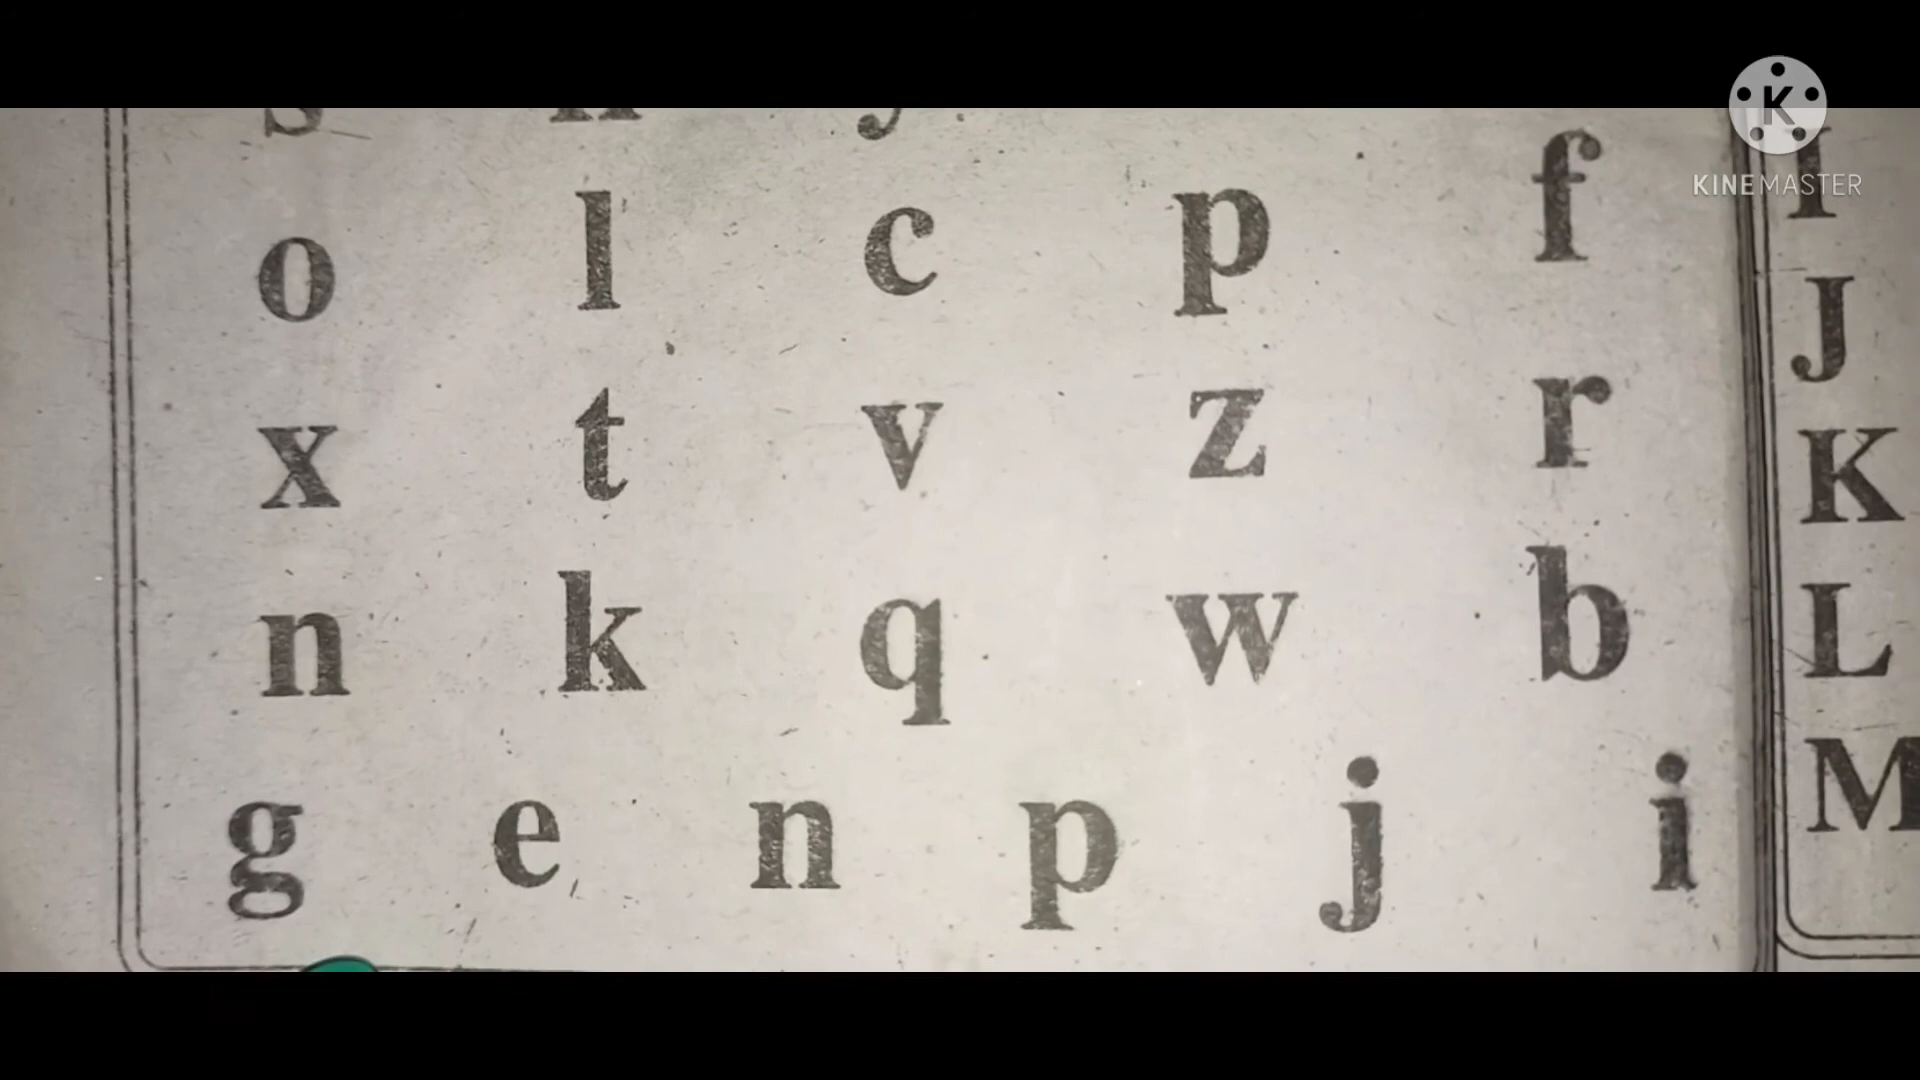 o l c p f
x t v z r
n k q w b
g e n p j i
I
J
K
L
M
KINEMASTER